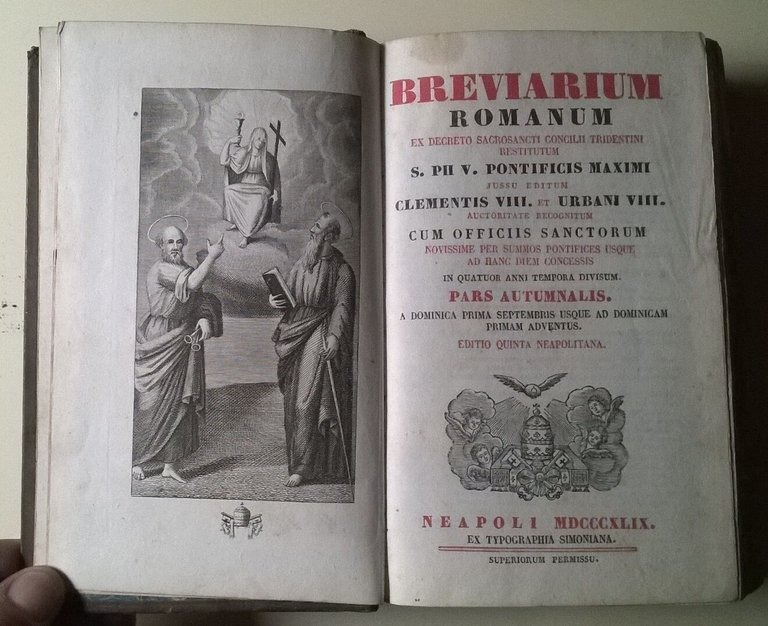 BREVIARIUM
ROMANUM
EX DECRETO SACROSANCTI CONCILII TRIDENTINI
RESTITUTUM
S. PII V. PONTIFICIS MAXIMI
JUSSU EDITUM
CLEMENTIS VIII. ET URBANI VIII.
AUCTORITATE RECOGNITUM
CUM OFFICIIS SANCTORUM
NOVISSIME PER SUMMOS PONTIFICES USQUE
AD HANC DIEM CONCESSIS
IN QUATUOR ANNI TEMPORA DIVISUM.
PARS AUTUMNALIS.
A DOMINICA PRIMA SEPTEMBRIS USQUE AD DOMINICAM
PRIMAM ADVENTUS.
EDITIO QUINTA NEAPOLITANA.
NEAPOLI MDCCCXLIX.
EX TYPOGRAPHIA SIMONIANA.
SUPERIORUM PERMISSU.